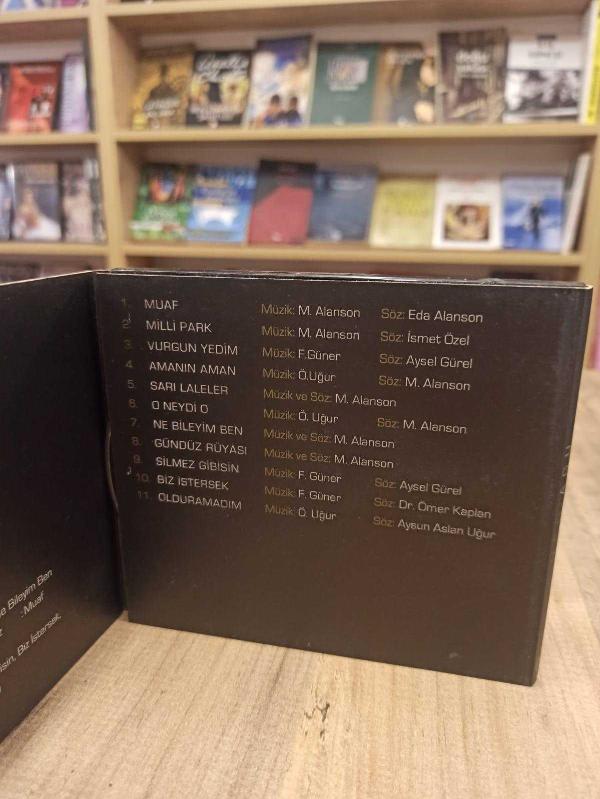 1. MUAF Müzik: M. Alanson Söz: Eda Alanson
2. MİLLİ PARK Müzik: M. Alanson Söz: İsmet Özel
3. VURGUN YEDİM Müzik: F.Güner Söz: Aysel Gürel
4. AMANIN AMAN Müzik: Ö.Uğur Söz: M. Alanson
5. SARI LALELER Müzik ve Söz: M. Alanson
6. O NEYDİ O Müzik: Ö. Uğur Söz: M. Alanson
7. NE BİLEYİM BEN Müzik ve Söz: M. Alanson
8. GÜNDÜZ RÜYASI Müzik ve Söz: M. Alanson
9. SİLMEZ GİBİSİN Müzik: F. Güner Söz: Aysel Gürel
10. BİZ İSTERSEK Müzik: F. Güner Söz: Dr. Ömer Kaplan
11. OLDURAMADIM Müzik: Ö. Uğur Söz: Aysun Aslan Uğur
Bileyim Ben
: Muaf
Biz İstersek,